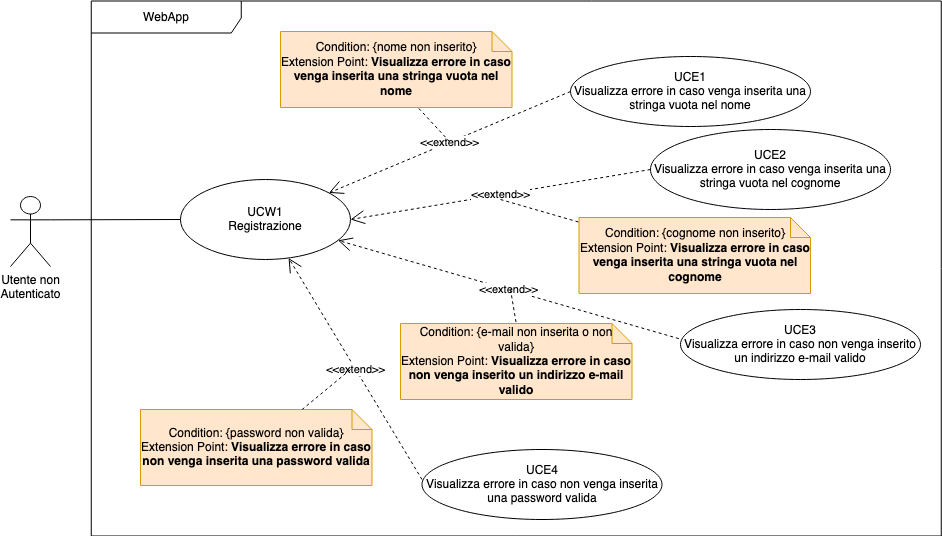 WebApp
Condition: {nome non inserito}
Extension Point: Visualizza errore in caso
venga inserita una stringa vuota nel
nome
UCE1
Visualizza errore in caso venga inserita una
stringa vuota nel nome
<<extend>>
UCE2
Visualizza errore in caso venga inserita una
stringa vuota nel cognome
<<extend>>
UCW1
Registrazione
Condition: {cognome non inserito}
Extension Point: Visualizza errore in caso
venga inserita una stringa vuota nel
cognome
Utente non
Autenticato
<<extend>>
Condition: {e-mail non inserita o non
valida}
Extension Point: Visualizza errore in caso
non venga inserito un indirizzo e-mail
valido
UCE3
Visualizza errore in caso non venga inserito
un indirizzo e-mail valido
<<extend>>
Condition: {password non valida}
Extension Point: Visualizza errore in caso
non venga inserita una password valida
UCE4
Visualizza errore in caso non venga inserita
una password valida